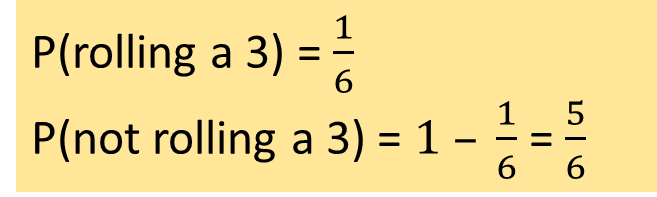 P(rolling a 3) = 1/6
P(not rolling a 3) = 1 − 1/6 = 5/6